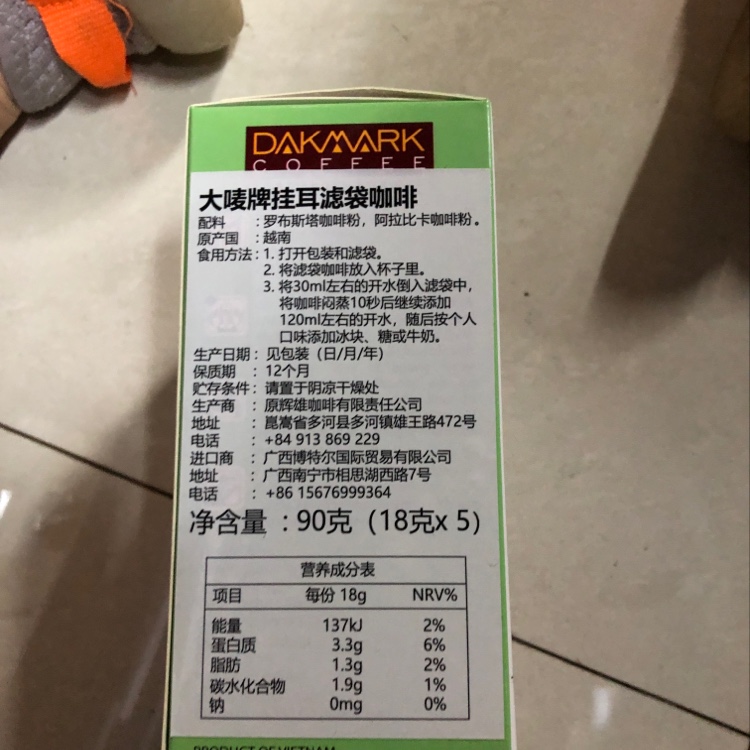 DAKMARK
COFFEE
大唛牌挂耳滤袋咖啡
配料 :罗布斯塔咖啡粉，阿拉比卡咖啡粉。
原产国 :越南
食用方法:1. 打开包装和滤袋。
2. 将滤袋咖啡放入杯子里。
3. 将30ml左右的开水倒入滤袋中，
将咖啡闷蒸10秒后继续添加
120ml左右的开水，随后按个人
口味添加冰块、糖或牛奶。
生产日期: 见包装（日/月/年）
保质期 : 12个月
贮存条件: 请置于阴凉干燥处
生产商 : 原辉雄咖啡有限责任公司
地址 : 崑嵩省多河县多河镇雄王路472号
电话 : +84 913 869 229
进口商 : 广西博特尔国际贸易有限公司
地址 : 广西南宁市相思湖西路7号
电话 : +86 15676999364
净含量 : 90克（18克x 5）
营养成分表
项目 每份 18g NRV%
能量 137kJ 2%
蛋白质 3.3g 6%
脂肪 1.3g 2%
碳水化合物 1.9g 1%
钠 0mg 0%
PRODUCT OF VIETNAM